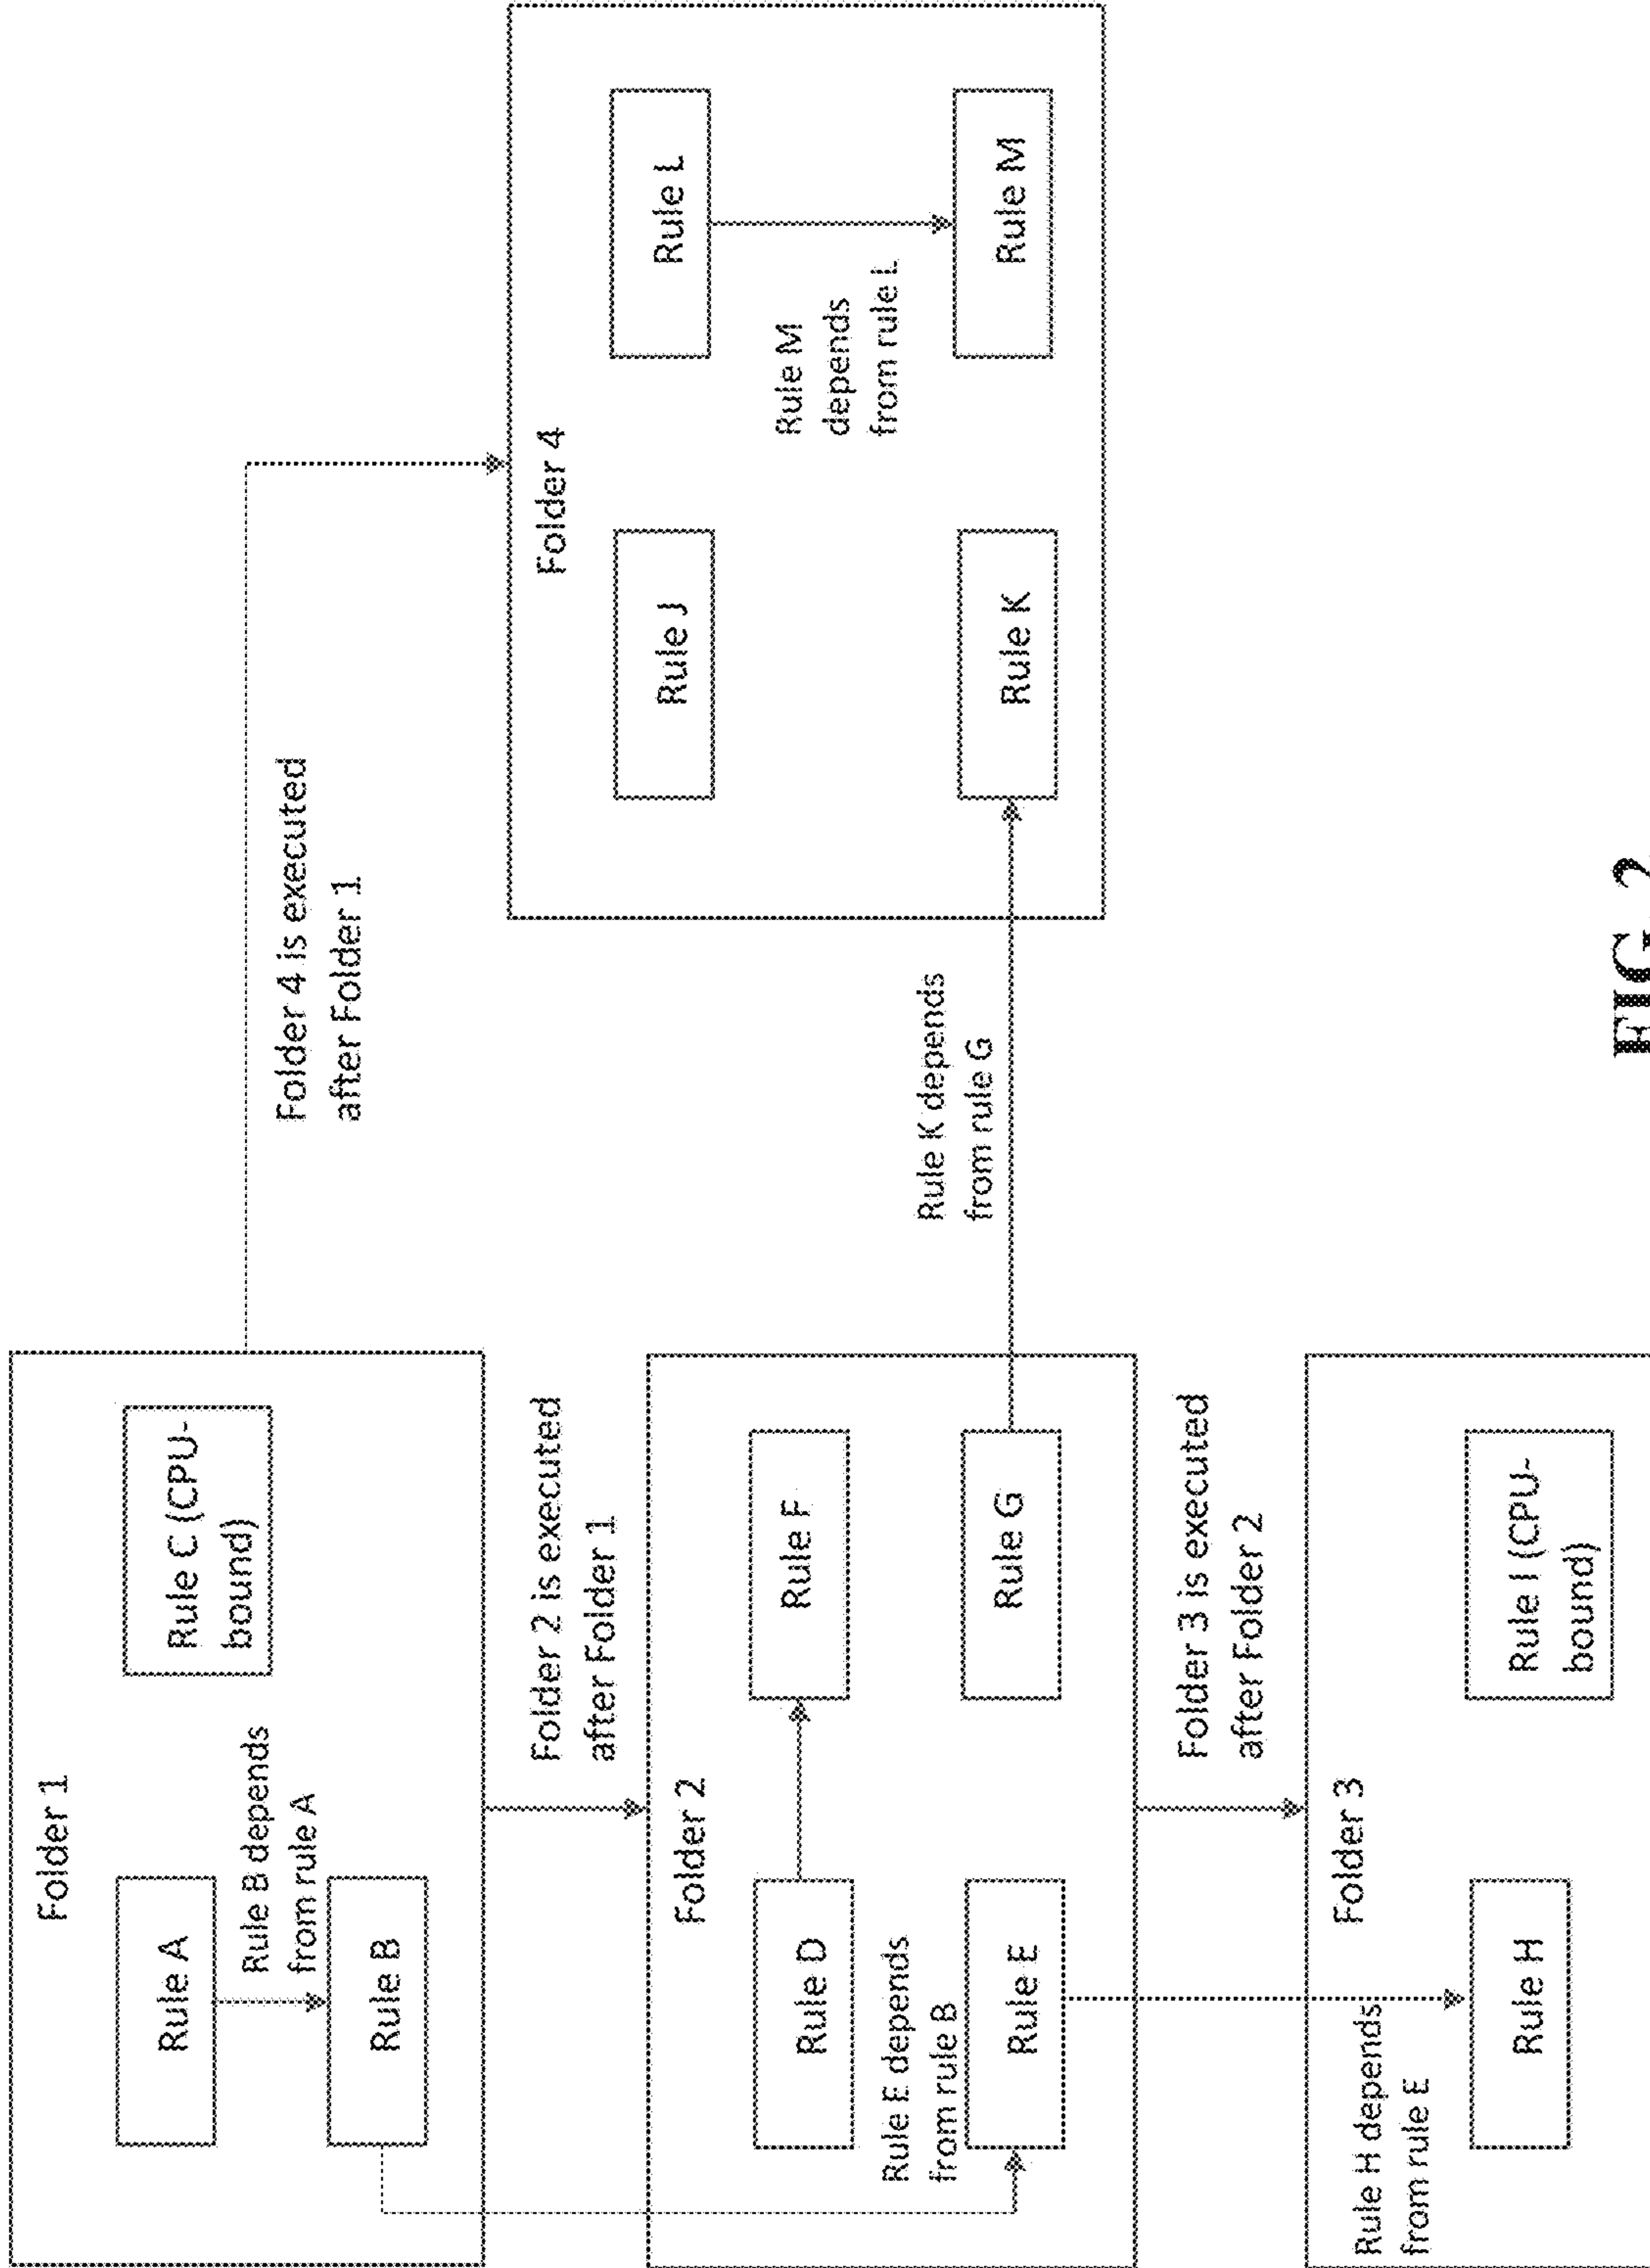 Folder 1
Rule A
Rule C (CPU-
bound)
Rule B depends
from rule A
Rule B
Folder 4 is executed
after Folder 1
Folder 2 is executed
after Folder 1
Folder 4
Rule J
Rule L
Rule M
depends
from rule L
Rule K
Rule M
Folder 2
Rule D
Rule F
Rule E depends
from rule B
Rule E
Rule G
Rule K depends
from rule G
Folder 3 is executed
after Folder 2
Folder 3
Rule H depends
from rule E
Rule H
Rule I (CPU-
bound)
FIG. 2